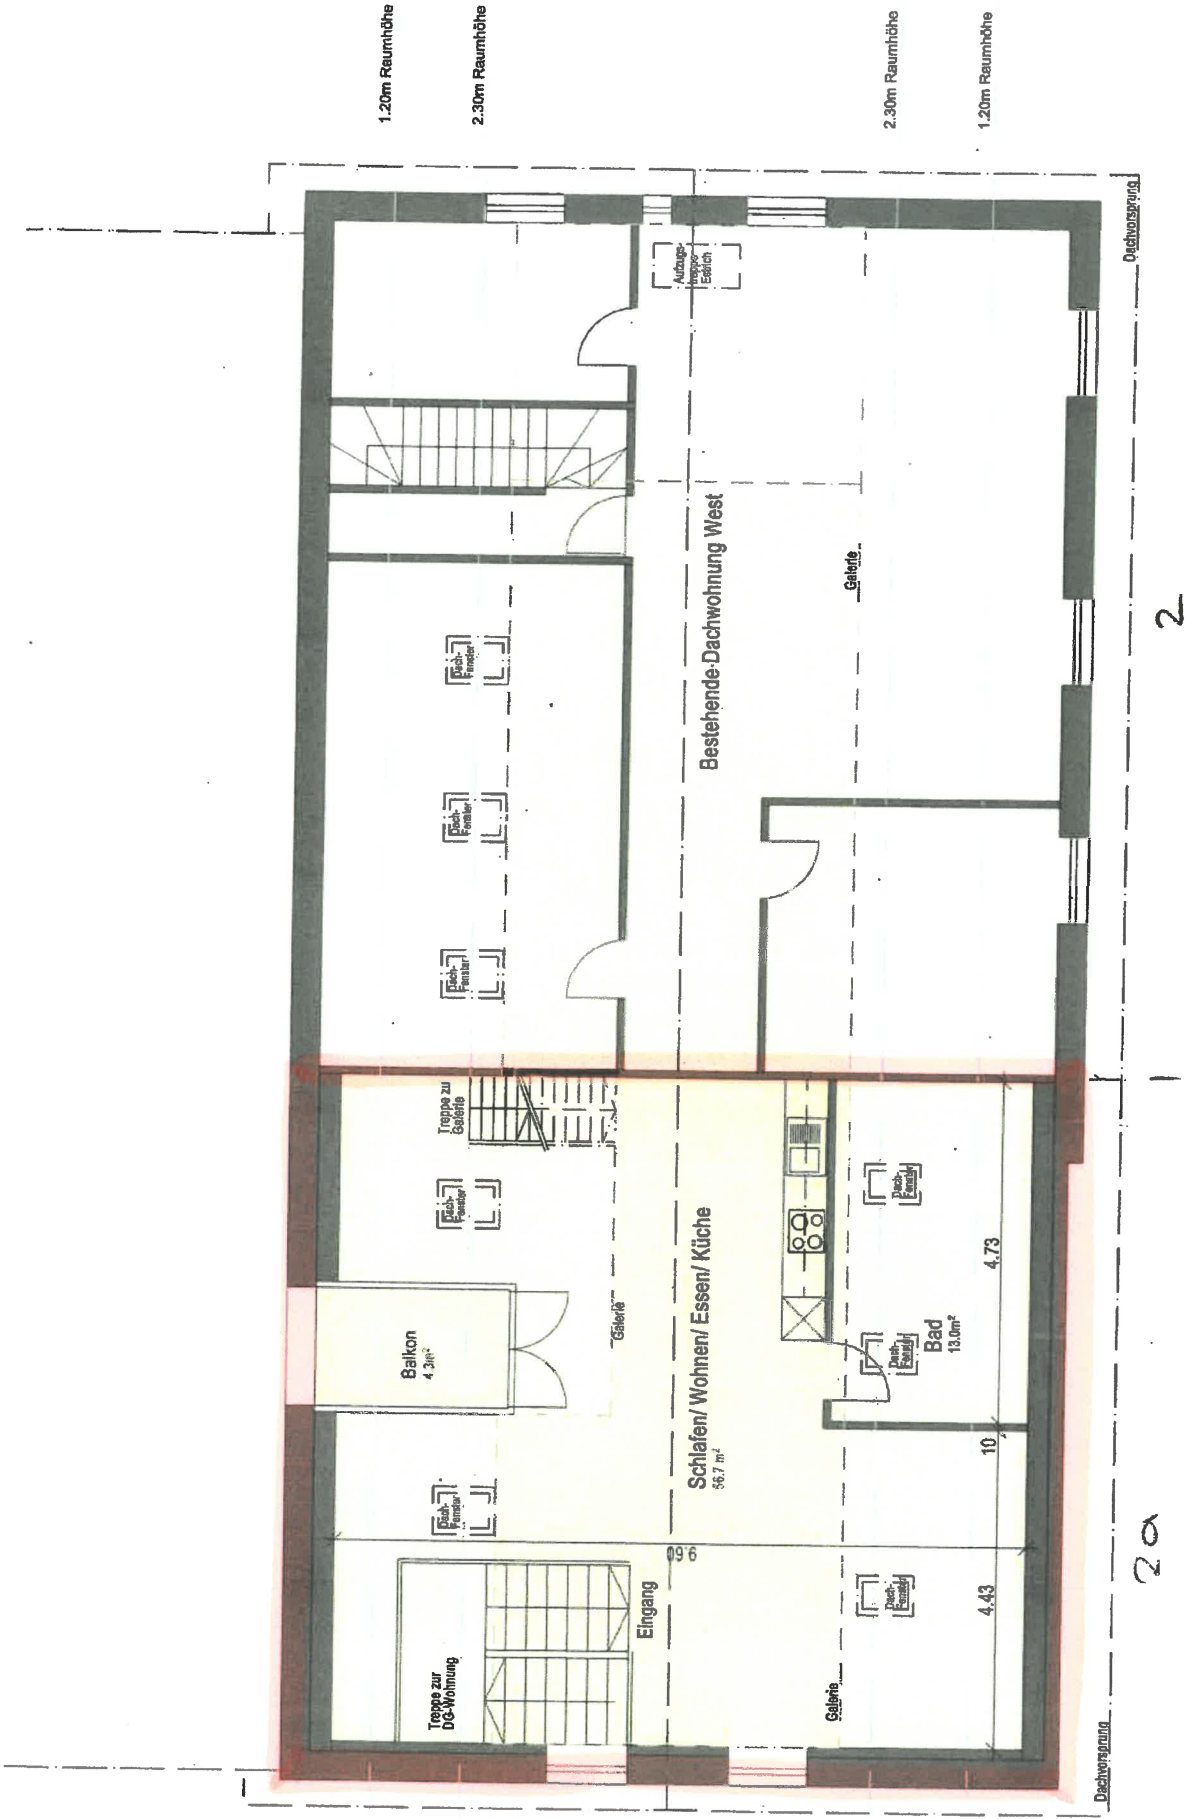 1.20m Raumhöhe
2.30m Raumhöhe
2.30m Raumhöhe
1.20m Raumhöhe
Dachvorsprung
Aufzugs-
treppe
Estrich
Bestehende Dachwohnung West
Galerie
Dach-
Fenster
Dach-
Fenster
Dach-
Fenster
2
Treppe zu
Galerie
Dach-
Fenster
Balkon
4.3m²
Galerie
Schlafen/ Wohnen/ Essen/ Küche
56.7 m²
Dach-
Fenster
Dach-
Fenster
Bad
13.0m²
4.73
10
4.43
9.60
Dach-
Fenster
Dach-
Fenster
Eingang
Treppe zur
DG-Wohnung
Galerie
Dachvorsprung
2a